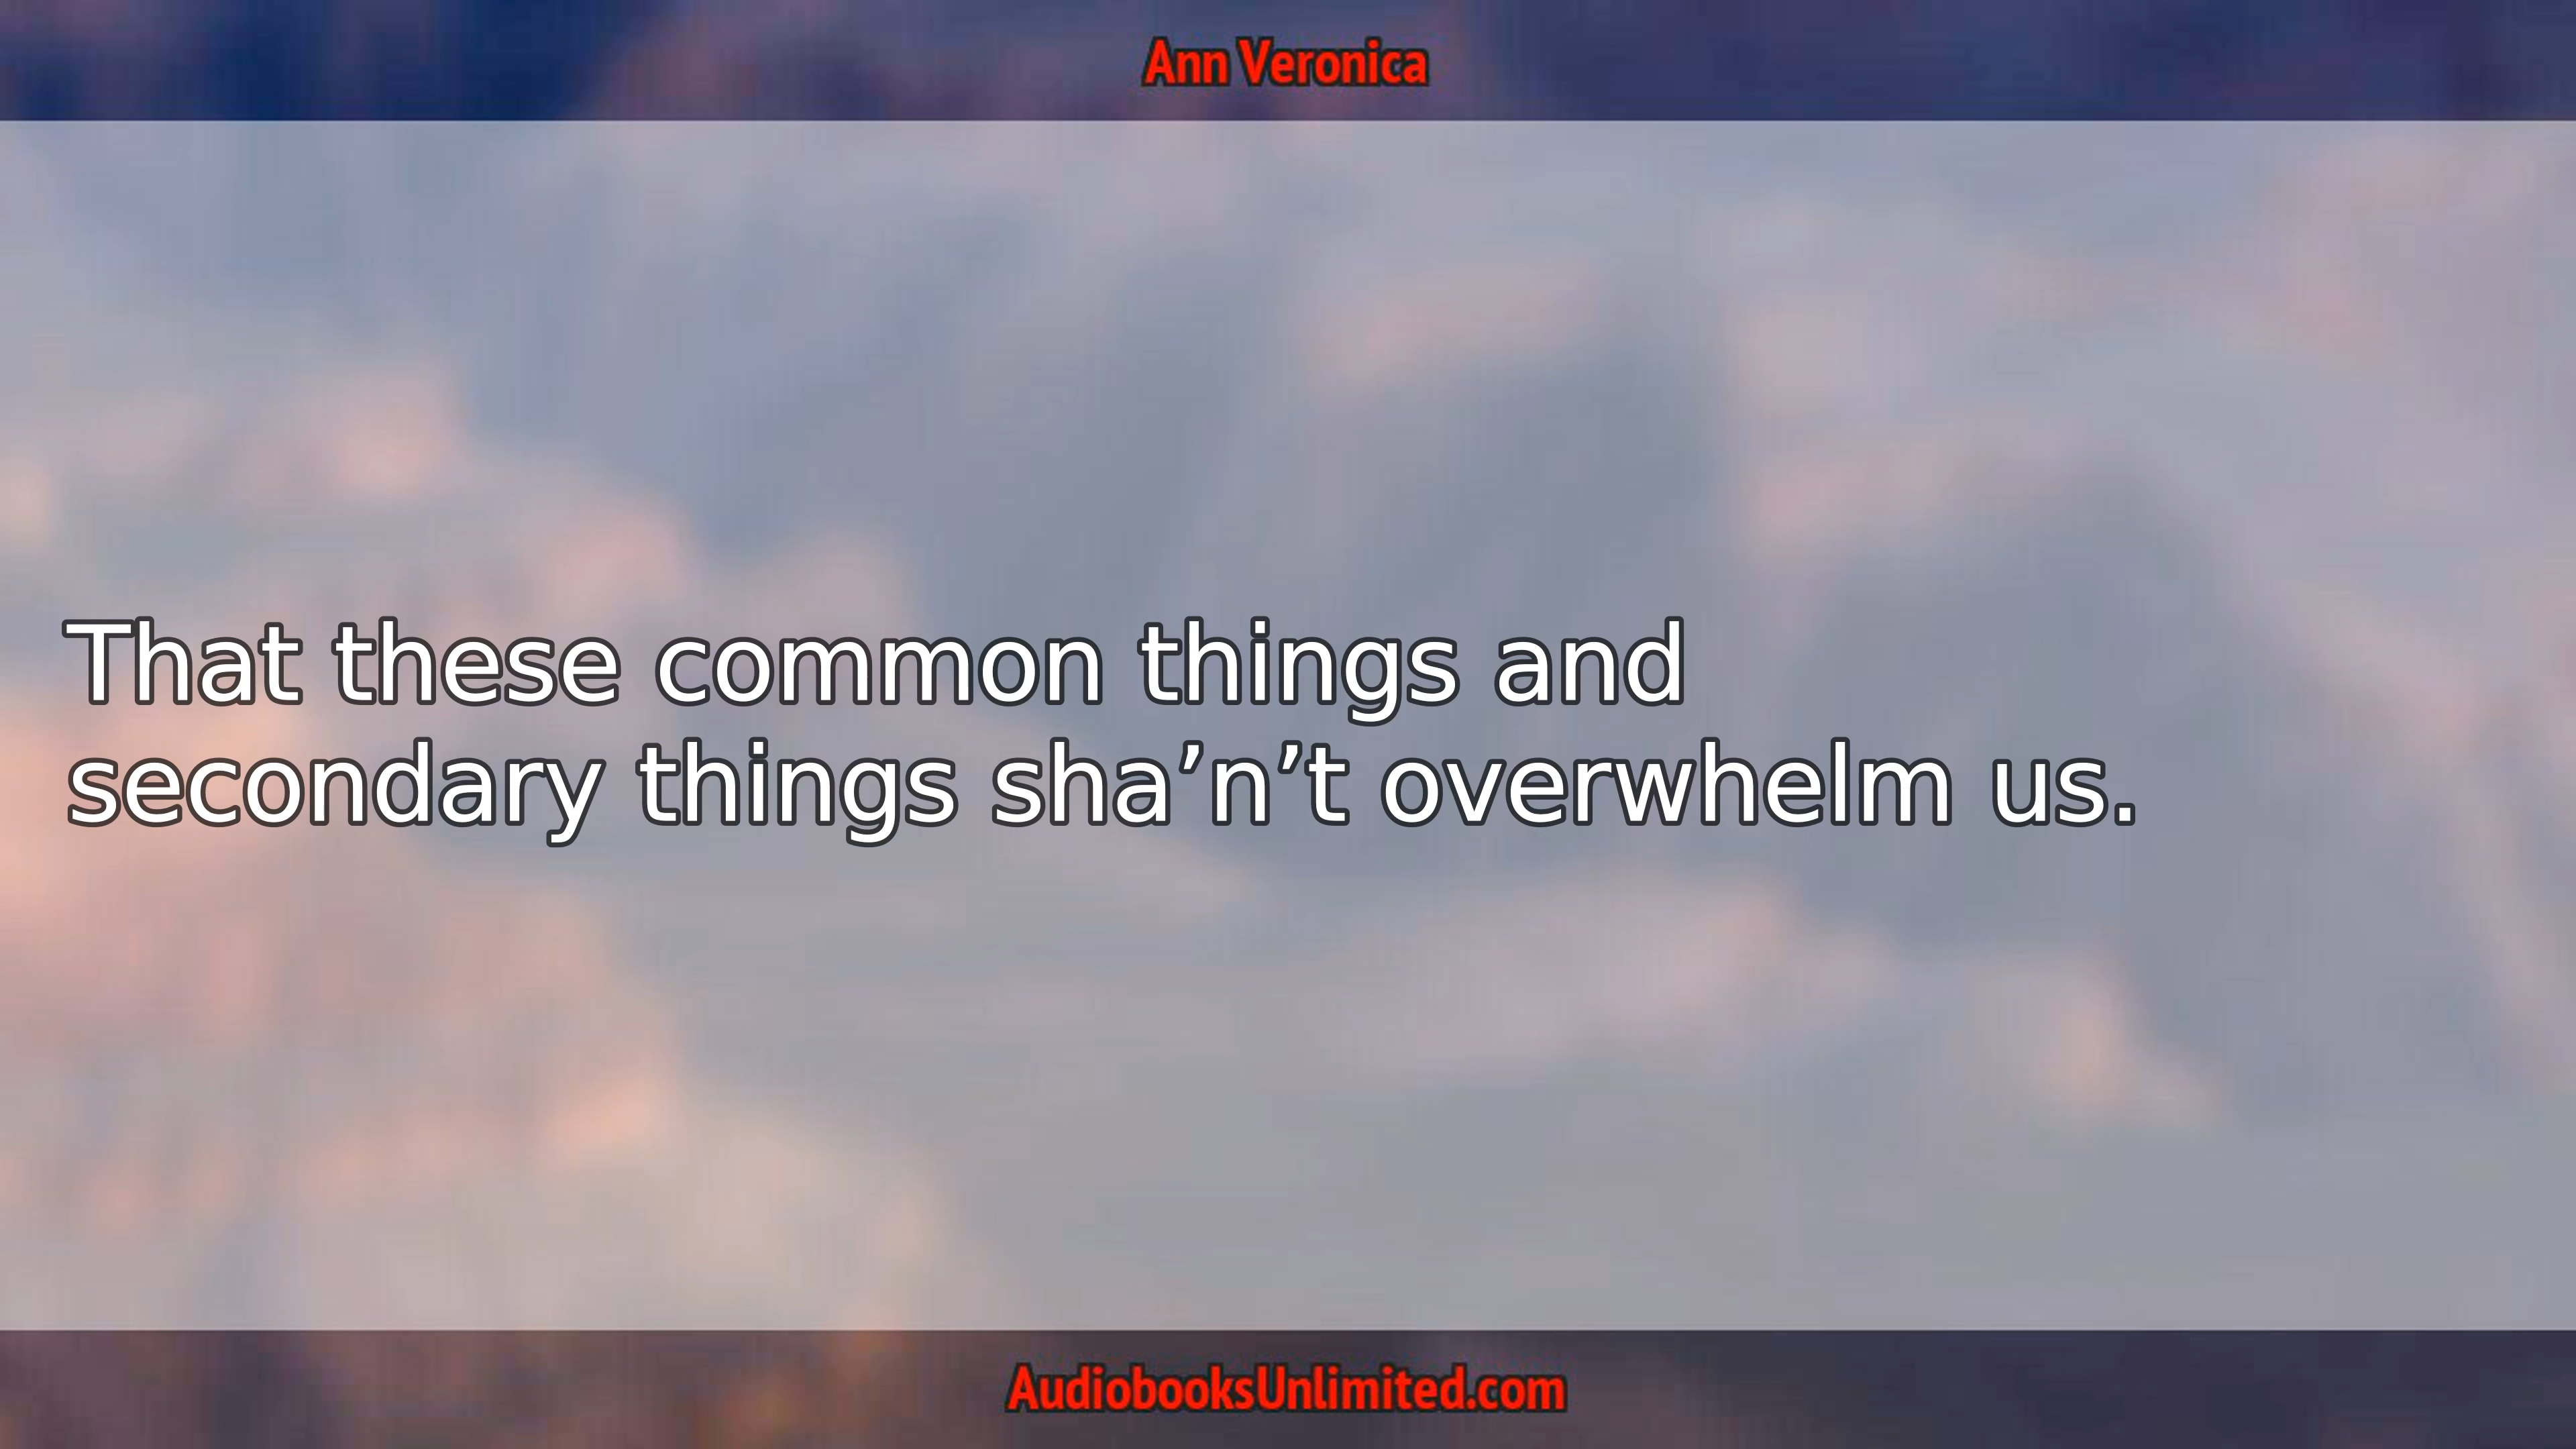 Ann Veronica
That these common things and
secondary things sha’n’t overwhelm us.
AudiobooksUnlimited.com